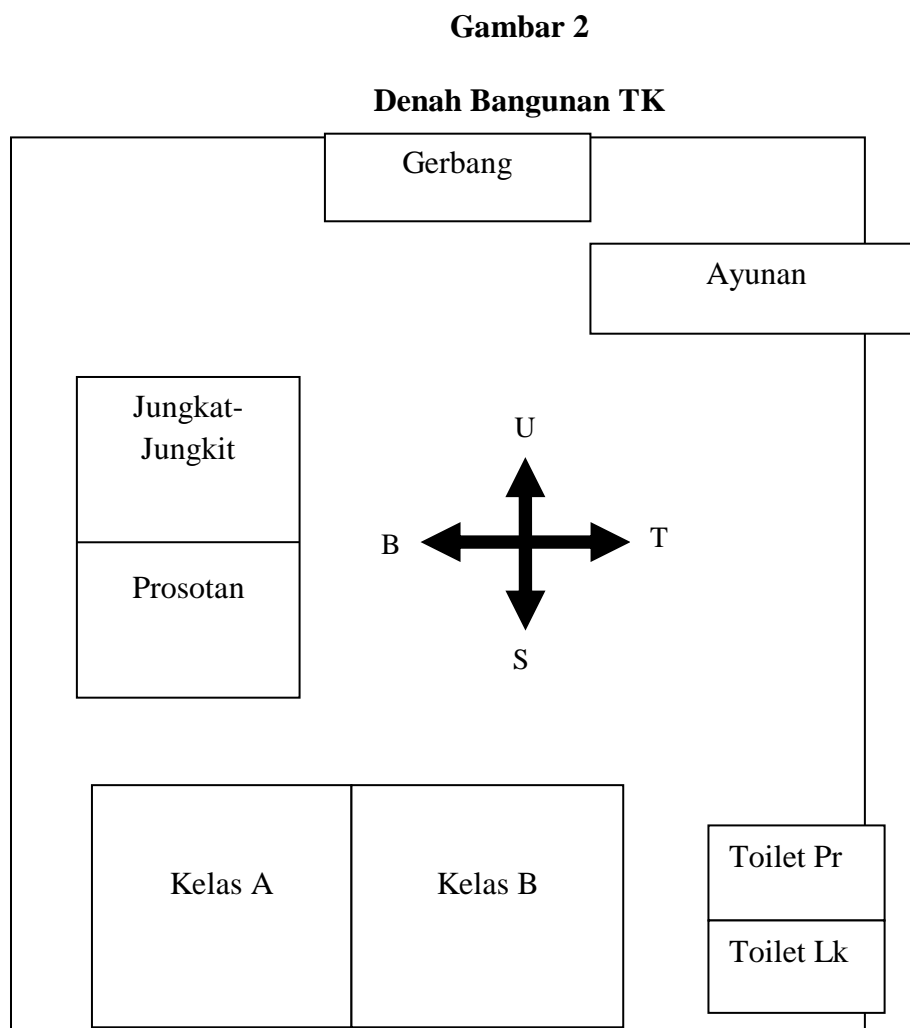 Gambar 2
Denah Bangunan TK
Gerbang
Ayunan
Jungkat-
Jungkit
U
B
T
Prosotan
S
Kelas A
Kelas B
Toilet Pr
Toilet Lk